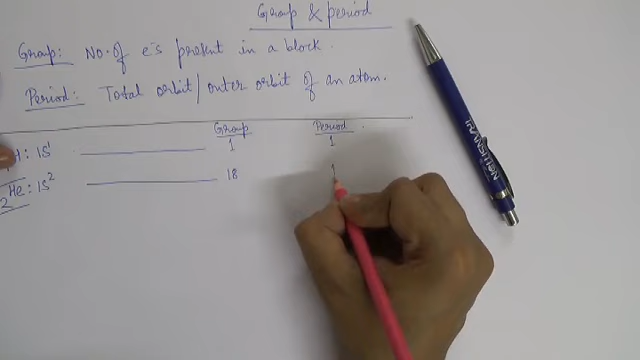 Group & period
Group: No. of e⁻s present in a block.
Period: Total orbit/outer orbit of an atom.
Group Period
H: 1s¹ 1 1
He: 1s² 18 1
2